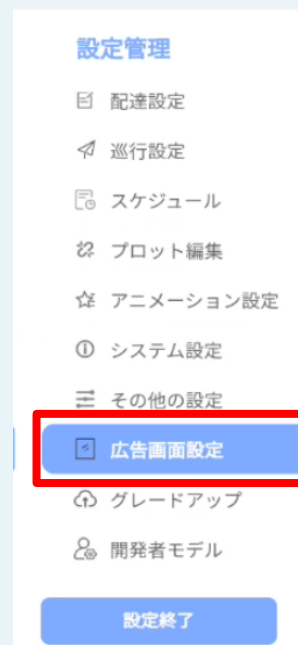 設定管理
配達設定
巡行設定
スケジュール
プロット編集
アニメーション設定
システム設定
その他の設定
広告画面設定
グレードアップ
開発者モデル
設定終了